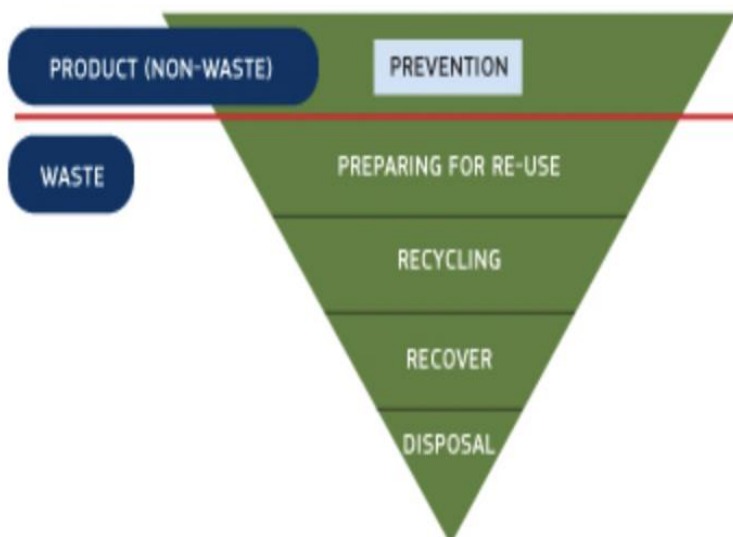 PRODUCT (NON-WASTE)
PREVENTION
WASTE
PREPARING FOR RE-USE
RECYCLING
RECOVER
DISPOSAL